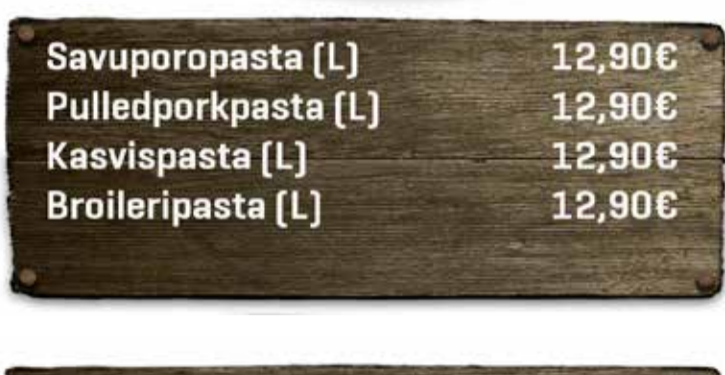 Savuporopasta (L) 12,90€
Pulledporkpasta (L) 12,90€
Kasvispasta (L) 12,90€
Broileripasta (L) 12,90€